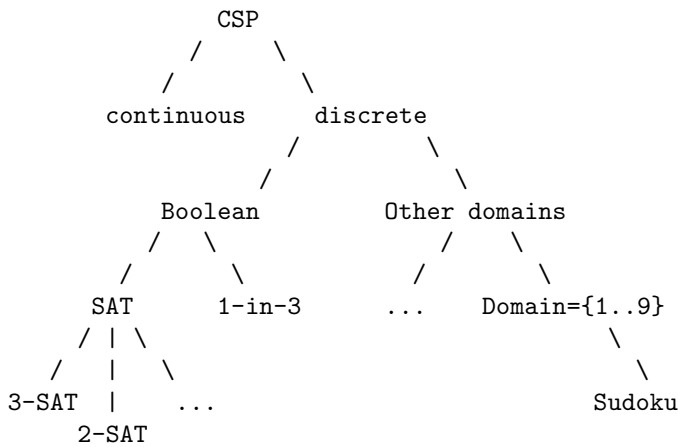 CSP
continuous discrete
Boolean Other domains
SAT 1-in-3 ... Domain={1..9}
3-SAT ... Sudoku
2-SAT